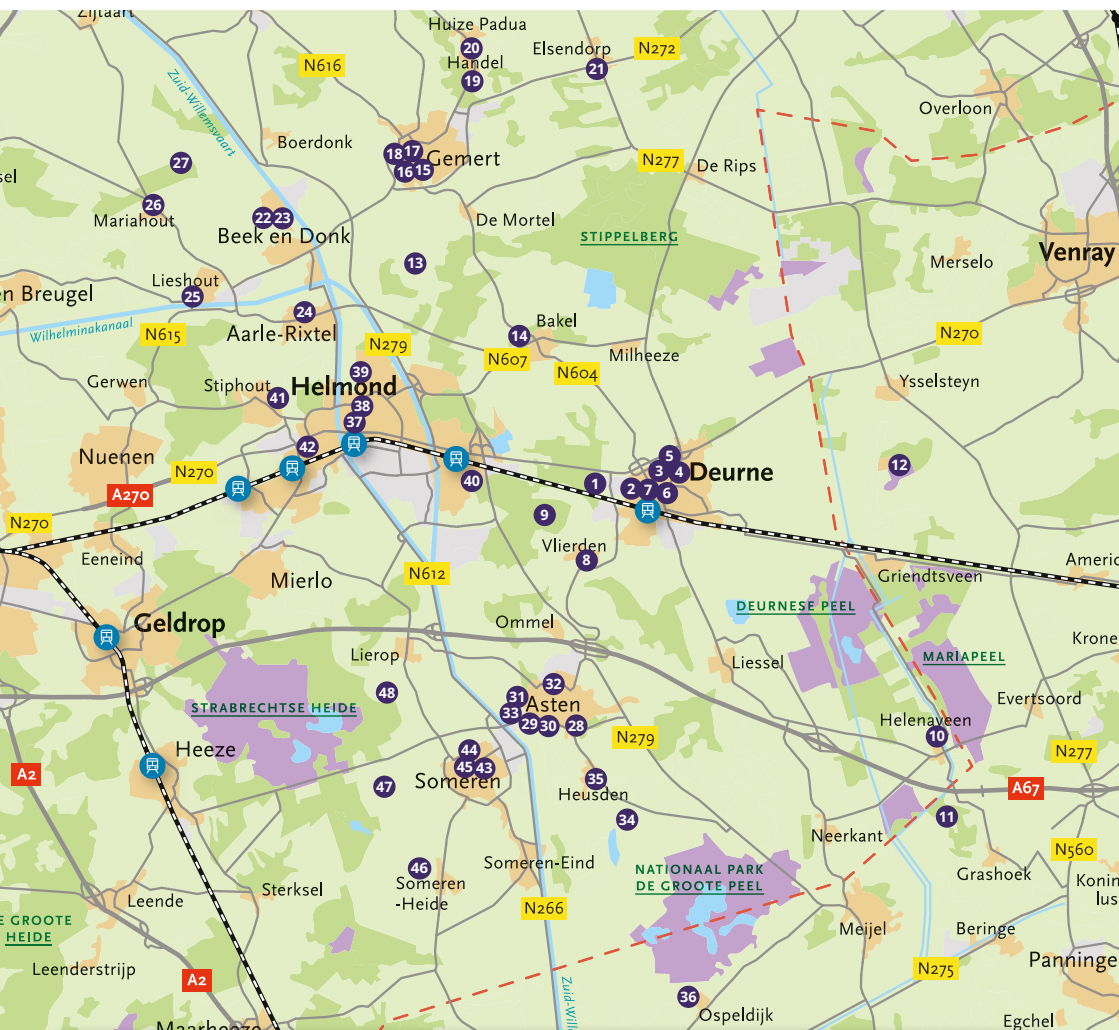 Zijtaart
Huize Padua
20
Handel
19
Elsendorp
21
N272
N616
Zuid-Willemsvaart
Overloon
Boerdonk
27
18
17
16
15
Gemert
N277
De Rips
sel
26
Mariahout
22
23
Beek en Donk
De Mortel
STIPPELBERG
13
Merselo
Venray
en Breugel
Lieshout
25
24
Aarle-Rixtel
Wilhelminakanaal
N615
N279
14
Bakel
N607
N604
Milheeze
N270
Gerwen
Stiphout
41
39
Helmond
38
37
Ysselsteyn
42
Nuenen
N270
A270
40
5
3
4
Deurne
1
2
7
6
12
N270
9
Eeneind
Vlierden
8
Mierlo
N612
Griendtsveen
Americ
DEURNESE PEEL
Geldrop
Ommel
Lierop
Liessel
MARIAPEEL
Krone
48
32
31
Asten
33
29
30
28
STRABRECHTSE HEIDE
Evertsoord
Helenaveen
10
Heeze
N279
44
45
43
Someren
N277
A2
47
35
Heusden
A67
34
11
Neerkant
46
Someren
-Heide
Someren-Eind
NATIONAAL PARK
DE GROOTE PEEL
N560
Grashoek
Konin
lus
Leende
Sterksel
N266
E GROOTE
HEIDE
Meijel
Beringe
Panninge
Leenderstrijp
A2
N275
Zuid-Will
36
Ospeldijk
Maarheeze
Egchel